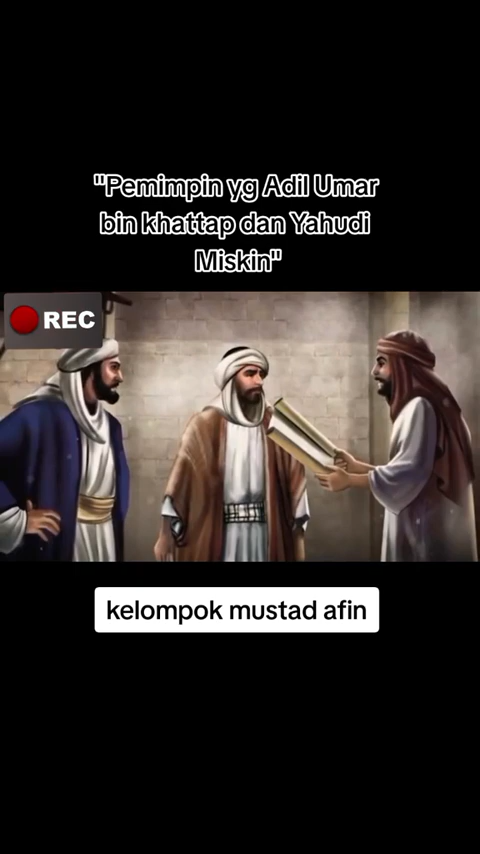 "Pemimpin yg Adil Umar
bin khattap dan Yahudi
Miskin"
REC
kelompok mustad afin